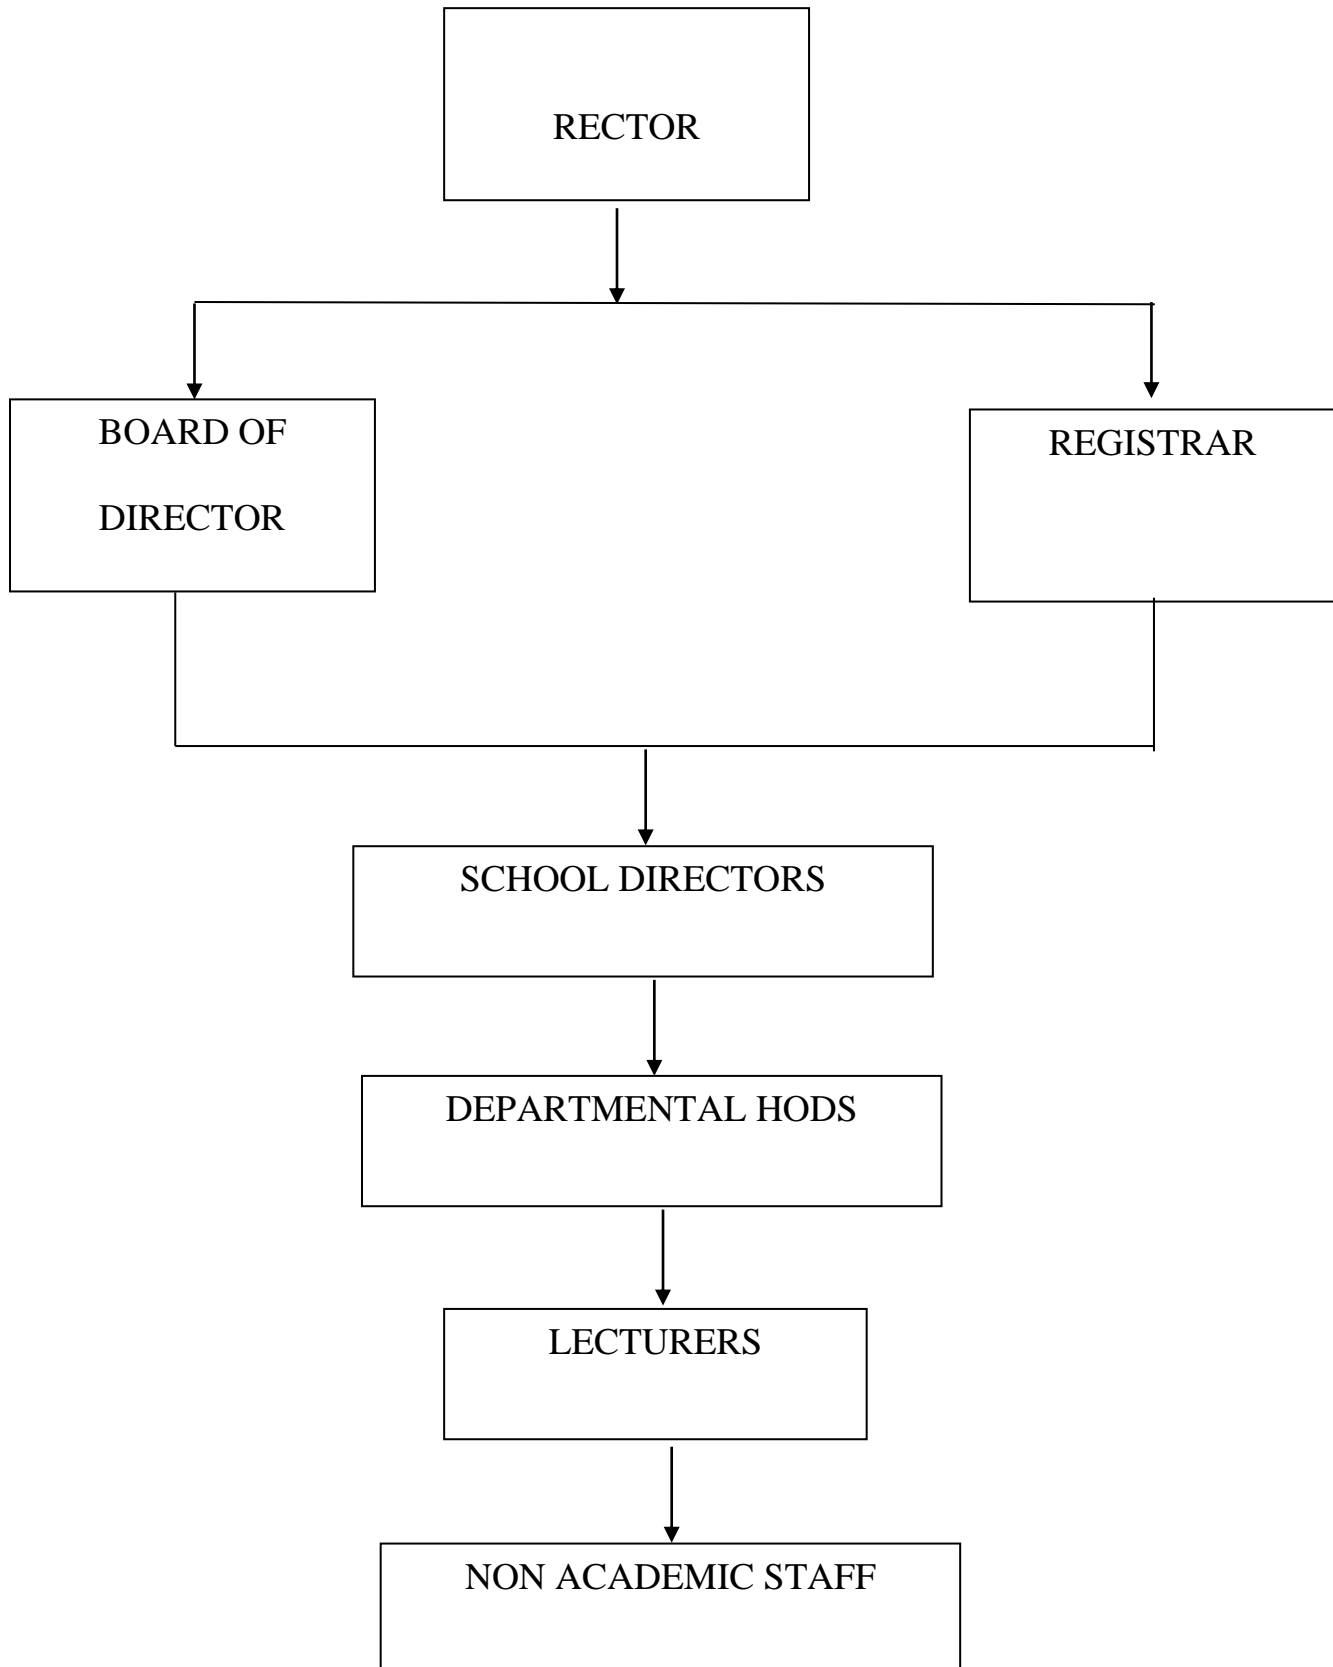 RECTOR
BOARD OF
DIRECTOR
REGISTRAR
SCHOOL DIRECTORS
DEPARTMENTAL HODS
LECTURERS
NON ACADEMIC STAFF